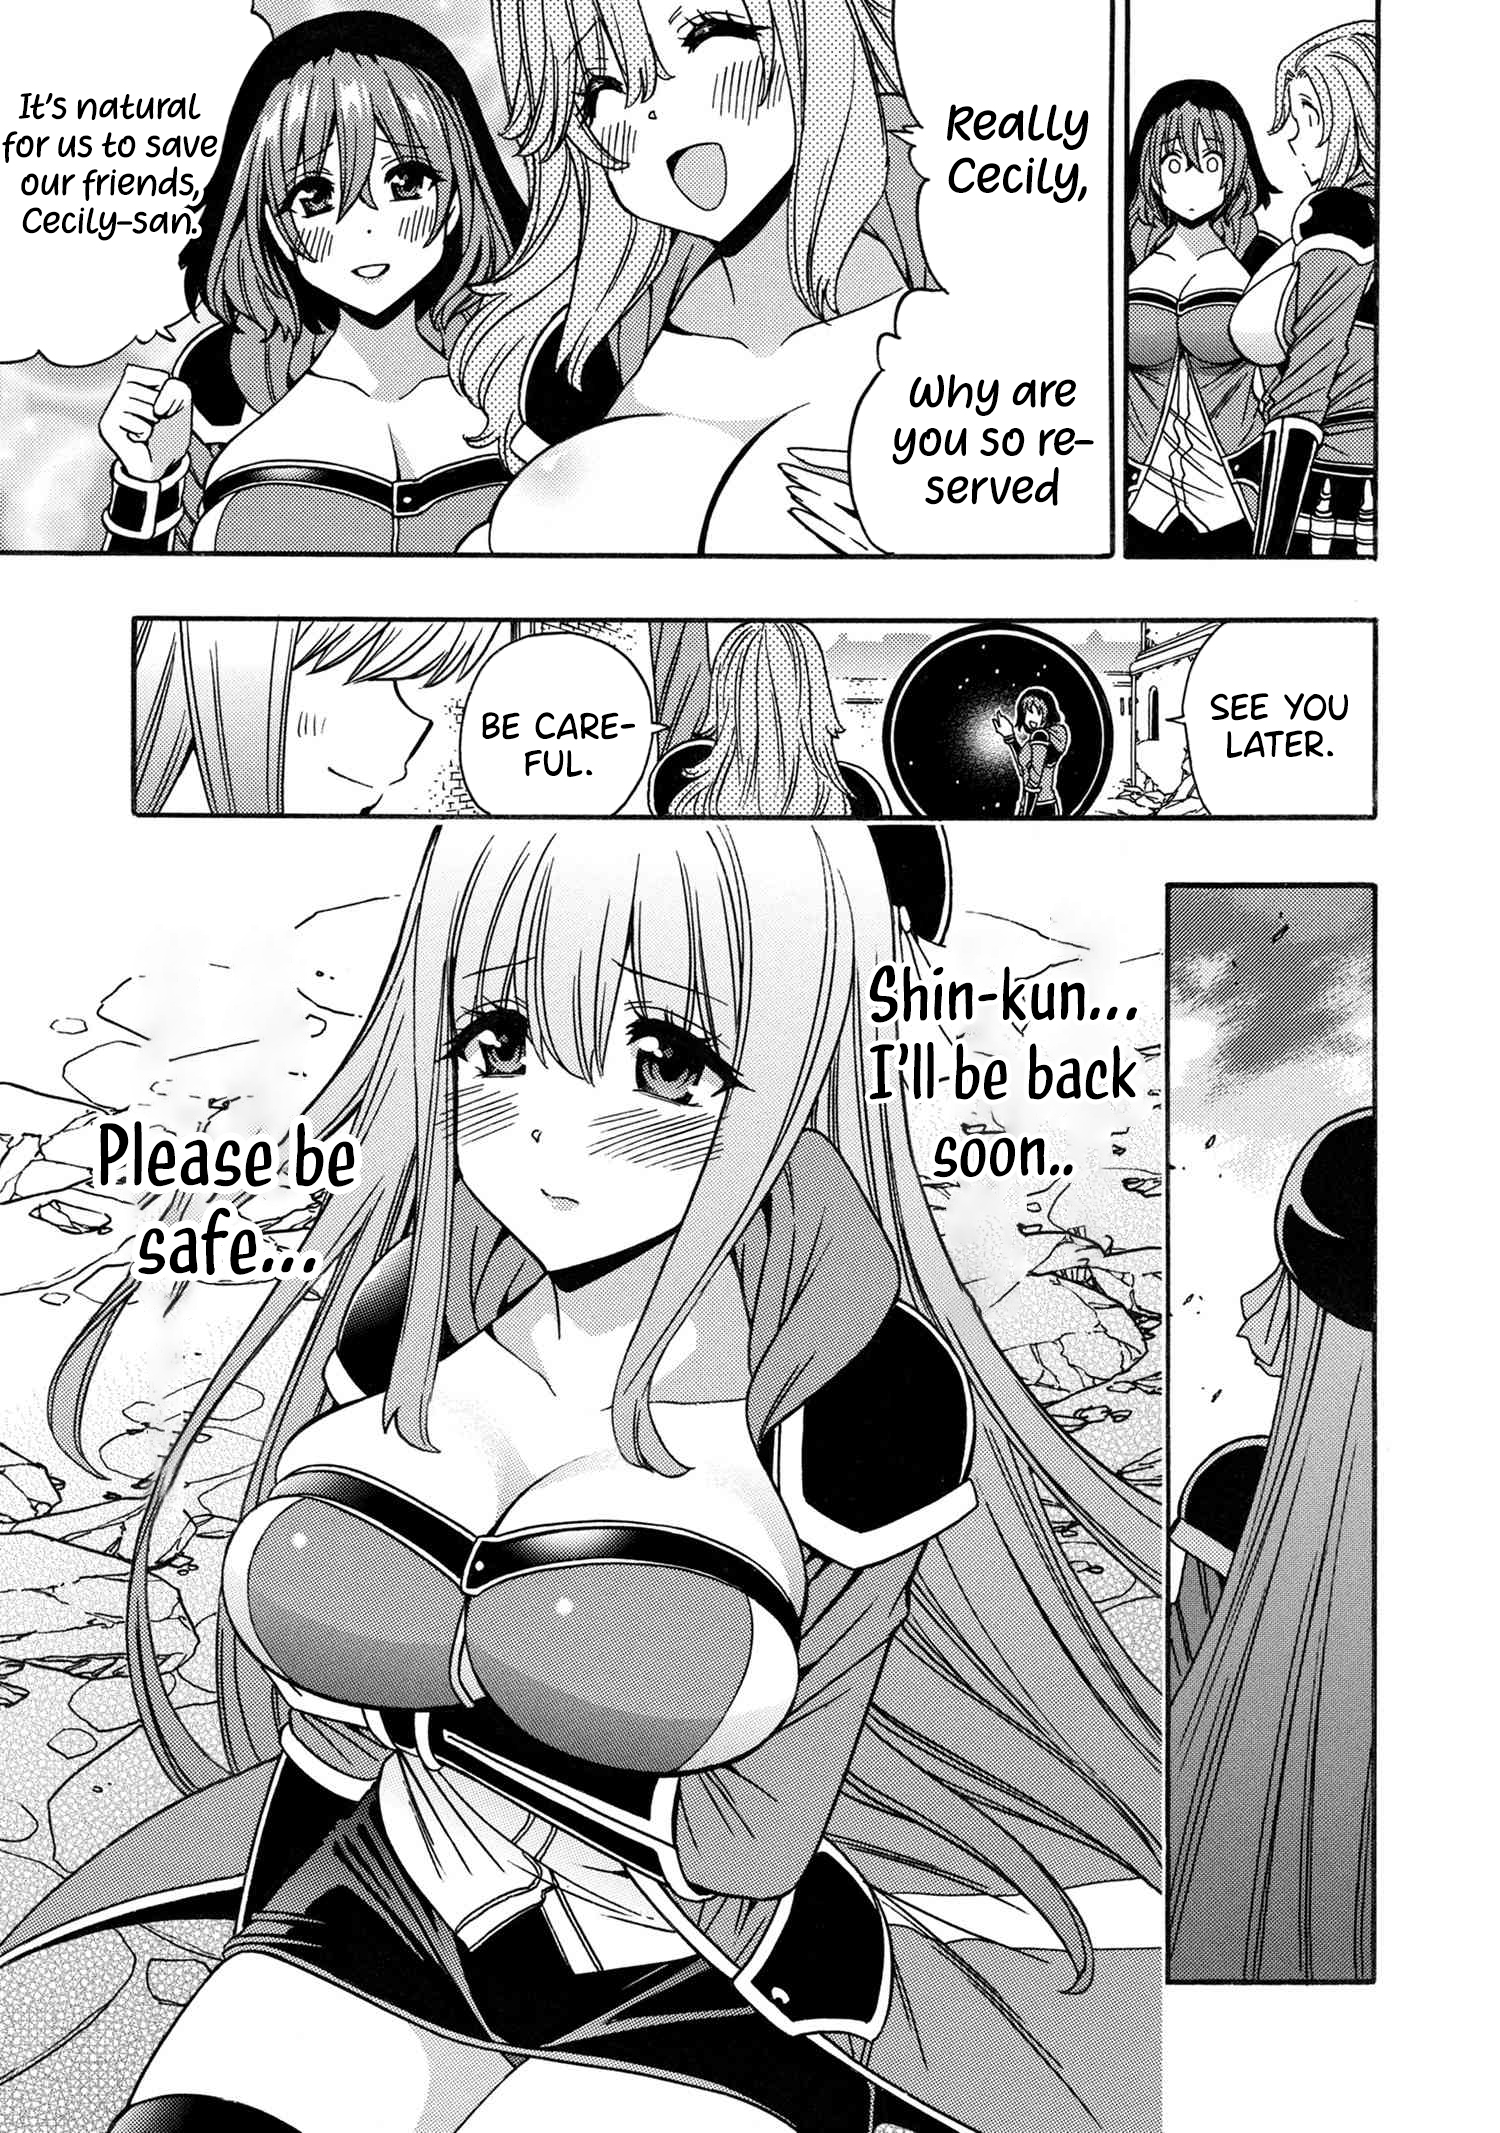 Really
Cecily,
Why are
you so re-
served
It's natural
for us to save
our friends,
Cecily-san.
SEE YOU
LATER.
BE CARE-
FUL.
Shin-kun...
I'll be back
soon..
Please be
safe...